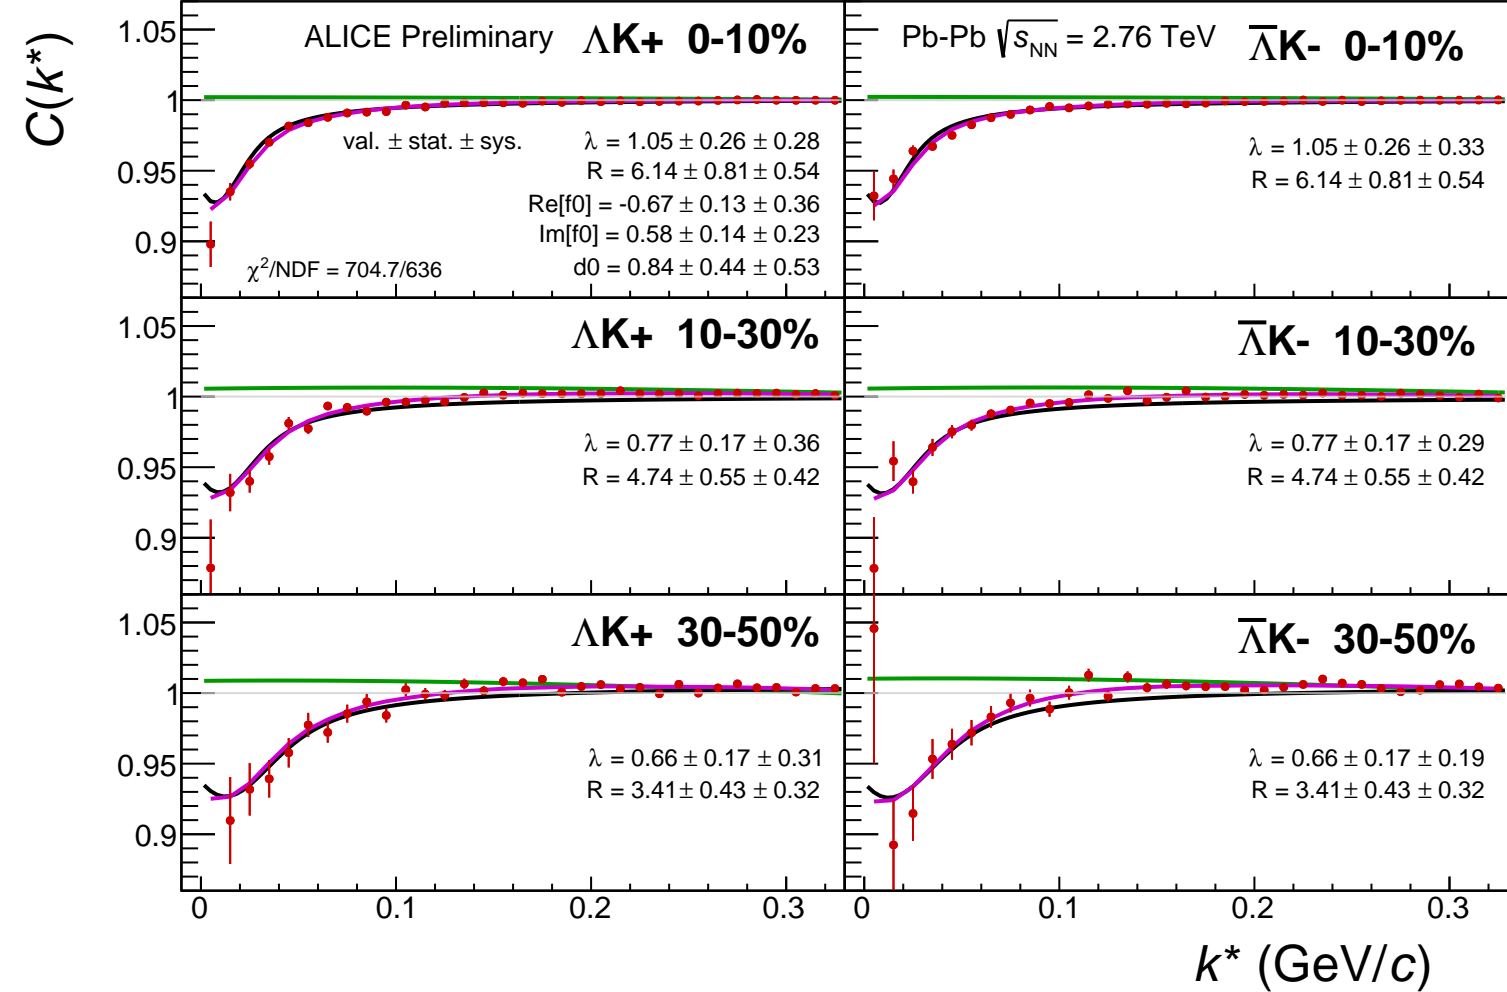 C(k*)
ALICE Preliminary ΛK+ 0-10%
1.05
1
0.95
0.9
val. ± stat. ± sys.
λ = 1.05 ± 0.26 ± 0.28
R = 6.14 ± 0.81 ± 0.54
Re[f0] = -0.67 ± 0.13 ± 0.36
Im[f0] = 0.58 ± 0.14 ± 0.23
d0 = 0.84 ± 0.44 ± 0.53
χ²/NDF = 704.7/636
Pb-Pb √s_NN = 2.76 TeV Λ̅K- 0-10%
λ = 1.05 ± 0.26 ± 0.33
R = 6.14 ± 0.81 ± 0.54
ΛK+ 10-30%
1.05
1
0.95
0.9
λ = 0.77 ± 0.17 ± 0.36
R = 4.74 ± 0.55 ± 0.42
Λ̅K- 10-30%
λ = 0.77 ± 0.17 ± 0.29
R = 4.74 ± 0.55 ± 0.42
ΛK+ 30-50%
1.05
1
0.95
0.9
λ = 0.66 ± 0.17 ± 0.31
R = 3.41 ± 0.43 ± 0.32
Λ̅K- 30-50%
λ = 0.66 ± 0.17 ± 0.19
R = 3.41 ± 0.43 ± 0.32
0 0.1 0.2 0.3 0 0.1 0.2 0.3
k* (GeV/c)